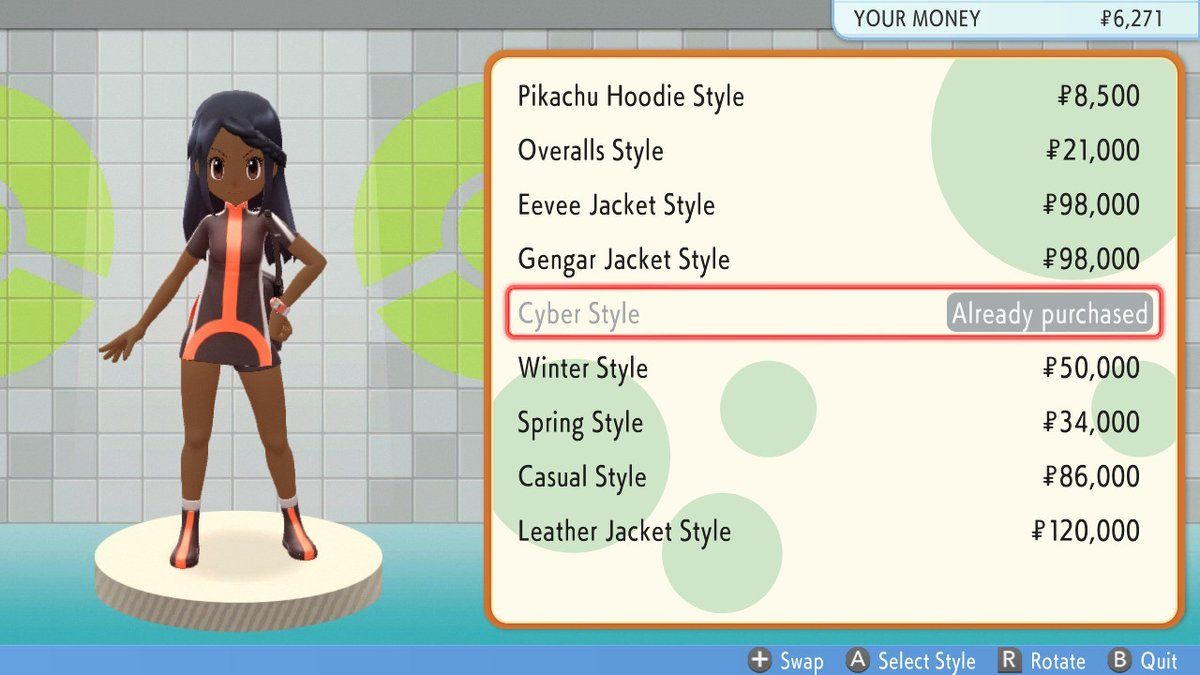 YOUR MONEY ₽6,271
Pikachu Hoodie Style ₽8,500
Overalls Style ₽21,000
Eevee Jacket Style ₽98,000
Gengar Jacket Style ₽98,000
Cyber Style Already purchased
Winter Style ₽50,000
Spring Style ₽34,000
Casual Style ₽86,000
Leather Jacket Style ₽120,000
+ Swap A Select Style R Rotate B Quit